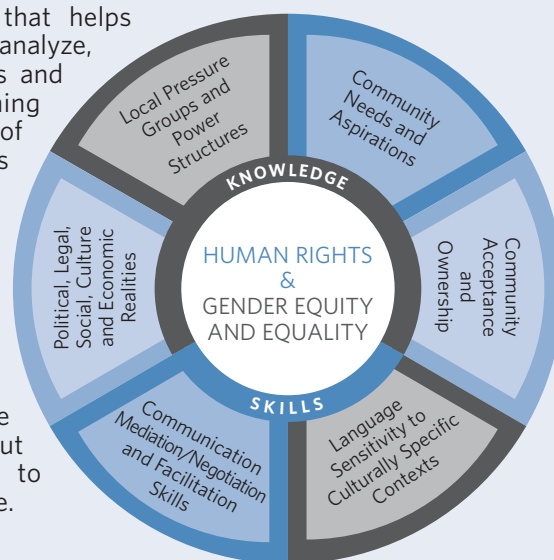 that helps
analyze,
s and
ning
of
s
e
ut
to
e.
Local Pressure
Groups and
Power
Structures
Community
Needs and
Aspirations
Political, Legal,
Social, Culture
and Economic
Realities
KNOWLEDGE
HUMAN RIGHTS
&
GENDER EQUITY
AND EQUALITY
SKILLS
Community
Acceptance
and
Ownership
Communication
Mediation/Negotiation
and Facilitation
Skills
Language
Sensitivity to
Culturally Specific
Contexts